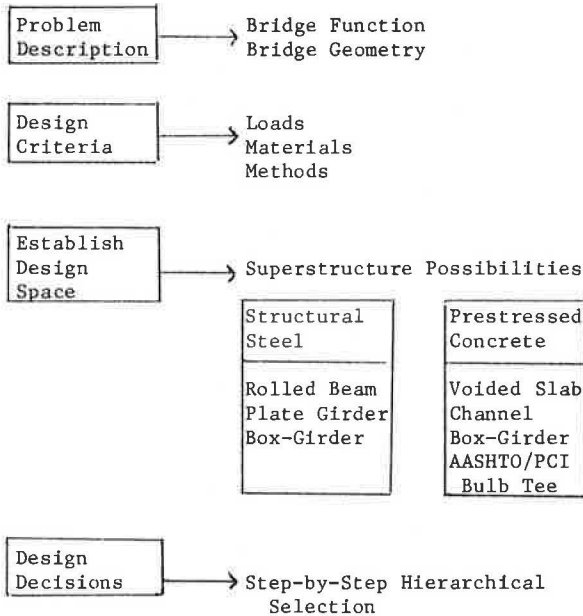 Problem
Description
Bridge Function
Bridge Geometry
Design
Criteria
Loads
Materials
Methods
Establish
Design
Space
Superstructure Possibilities
Structural
Steel
Rolled Beam
Plate Girder
Box-Girder
Prestressed
Concrete
Voided Slab
Channel
Box-Girder
AASHTO/PCI
Bulb Tee
Design
Decisions
Step-by-Step Hierarchical
Selection